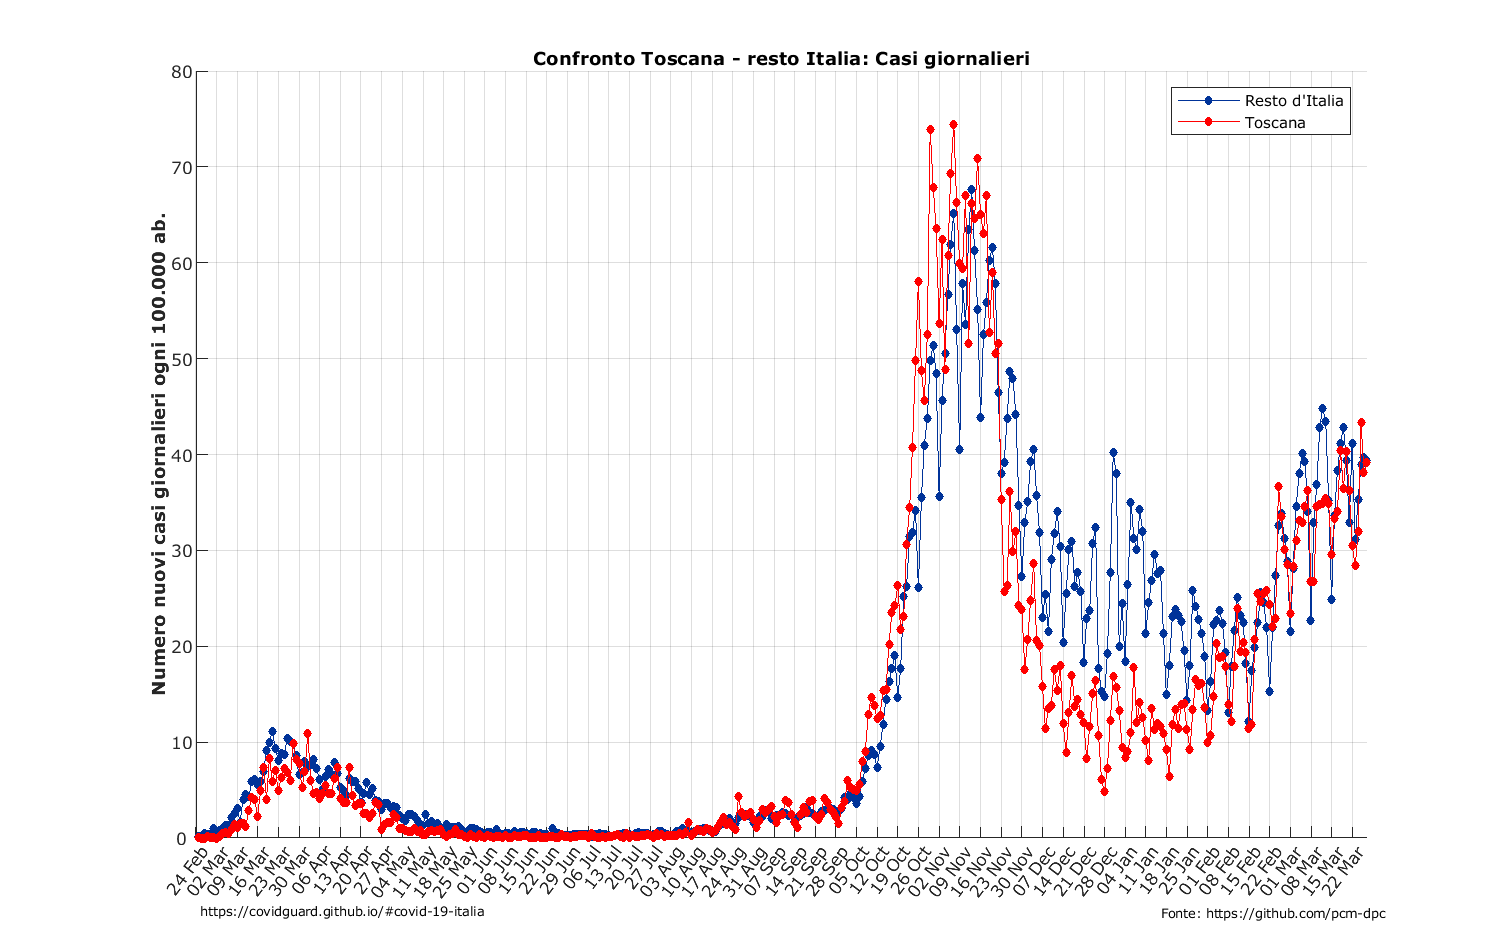 Confronto Toscana - resto Italia: Casi giornalieri
Resto d'Italia
Toscana
Numero nuovi casi giornalieri ogni 100.000 ab.
80
70
60
50
40
30
20
10
0
24 Feb
02 Mar
09 Mar
16 Mar
23 Mar
30 Mar
06 Apr
13 Apr
20 Apr
27 Apr
04 May
11 May
18 May
25 May
01 Jun
08 Jun
15 Jun
22 Jun
29 Jun
06 Jul
13 Jul
20 Jul
27 Jul
03 Aug
10 Aug
17 Aug
24 Aug
31 Aug
07 Sep
14 Sep
21 Sep
28 Sep
05 Oct
12 Oct
19 Oct
26 Oct
02 Nov
09 Nov
16 Nov
23 Nov
30 Nov
07 Dec
14 Dec
21 Dec
28 Dec
04 Jan
11 Jan
18 Jan
25 Jan
01 Feb
08 Feb
15 Feb
22 Feb
01 Mar
08 Mar
15 Mar
22 Mar
https://covidguard.github.io/#covid-19-italia
Fonte: https://github.com/pcm-dpc